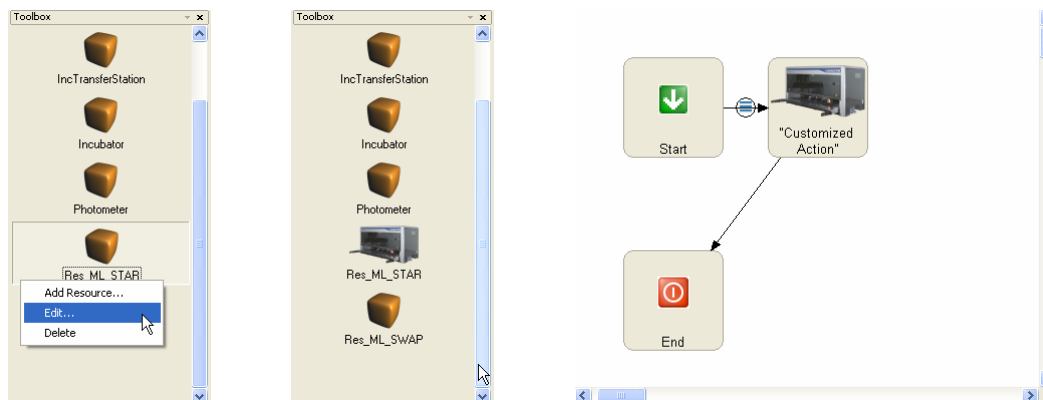 Toolbox
IncTransferStation
Incubator
Photometer
Res_ML_STAR
Add Resource...
Edit...
Delete
Toolbox
IncTransferStation
Incubator
Photometer
Res_ML_STAR
Res_ML_SWAP
Start
"Customized
Action"
End